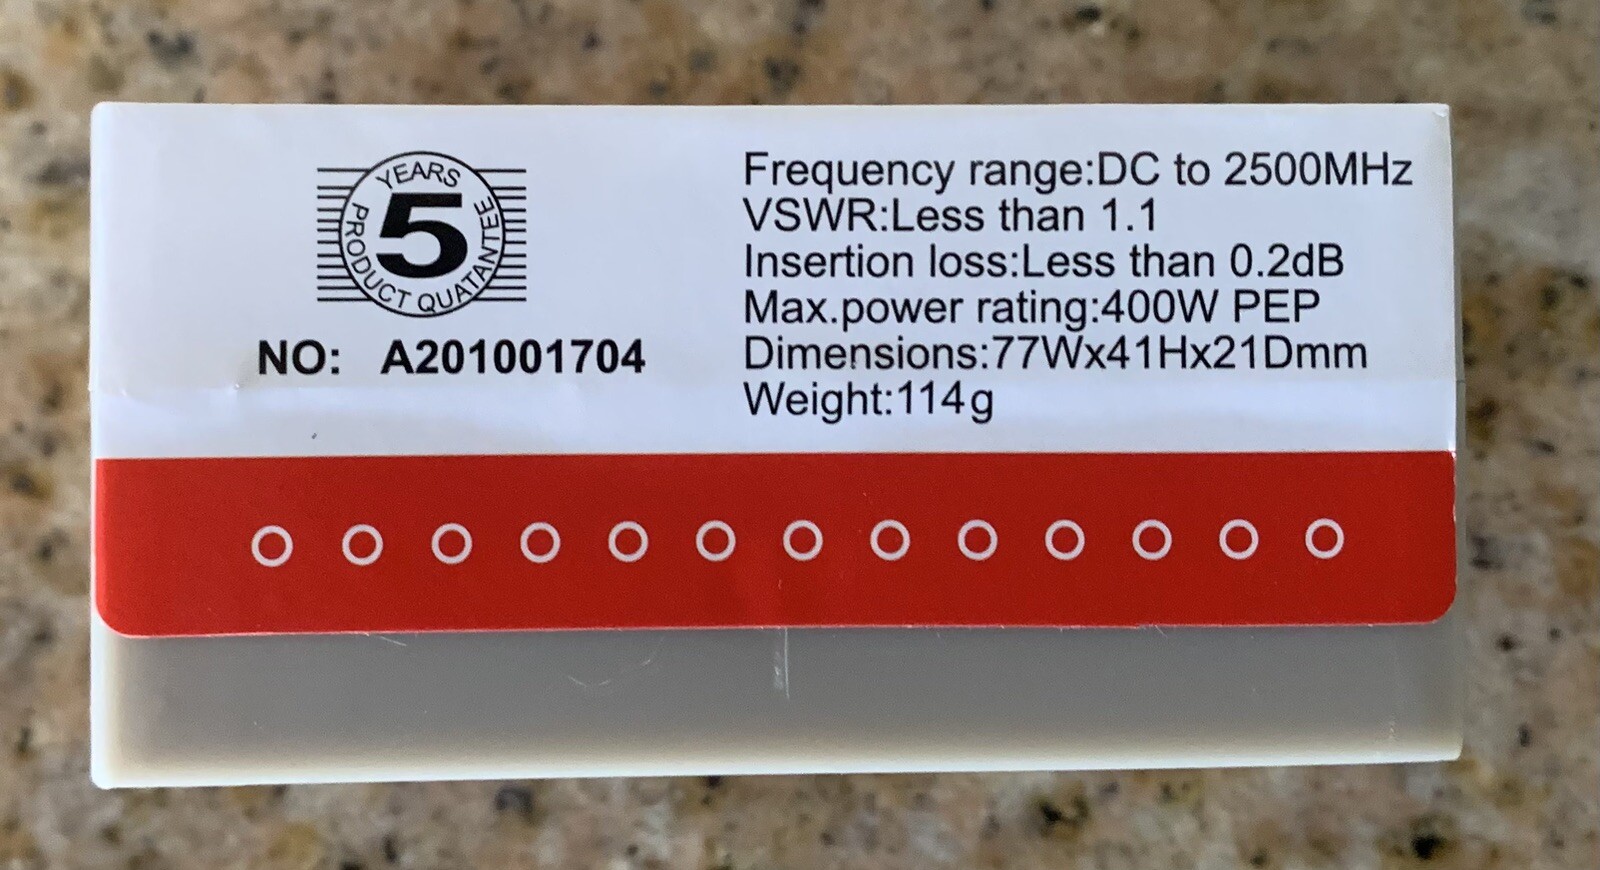 YEARS
5
PRODUCT QUATANTEE
NO: A201001704
Frequency range:DC to 2500MHz
VSWR:Less than 1.1
Insertion loss:Less than 0.2dB
Max.power rating:400W PEP
Dimensions:77Wx41Hx21Dmm
Weight:114g